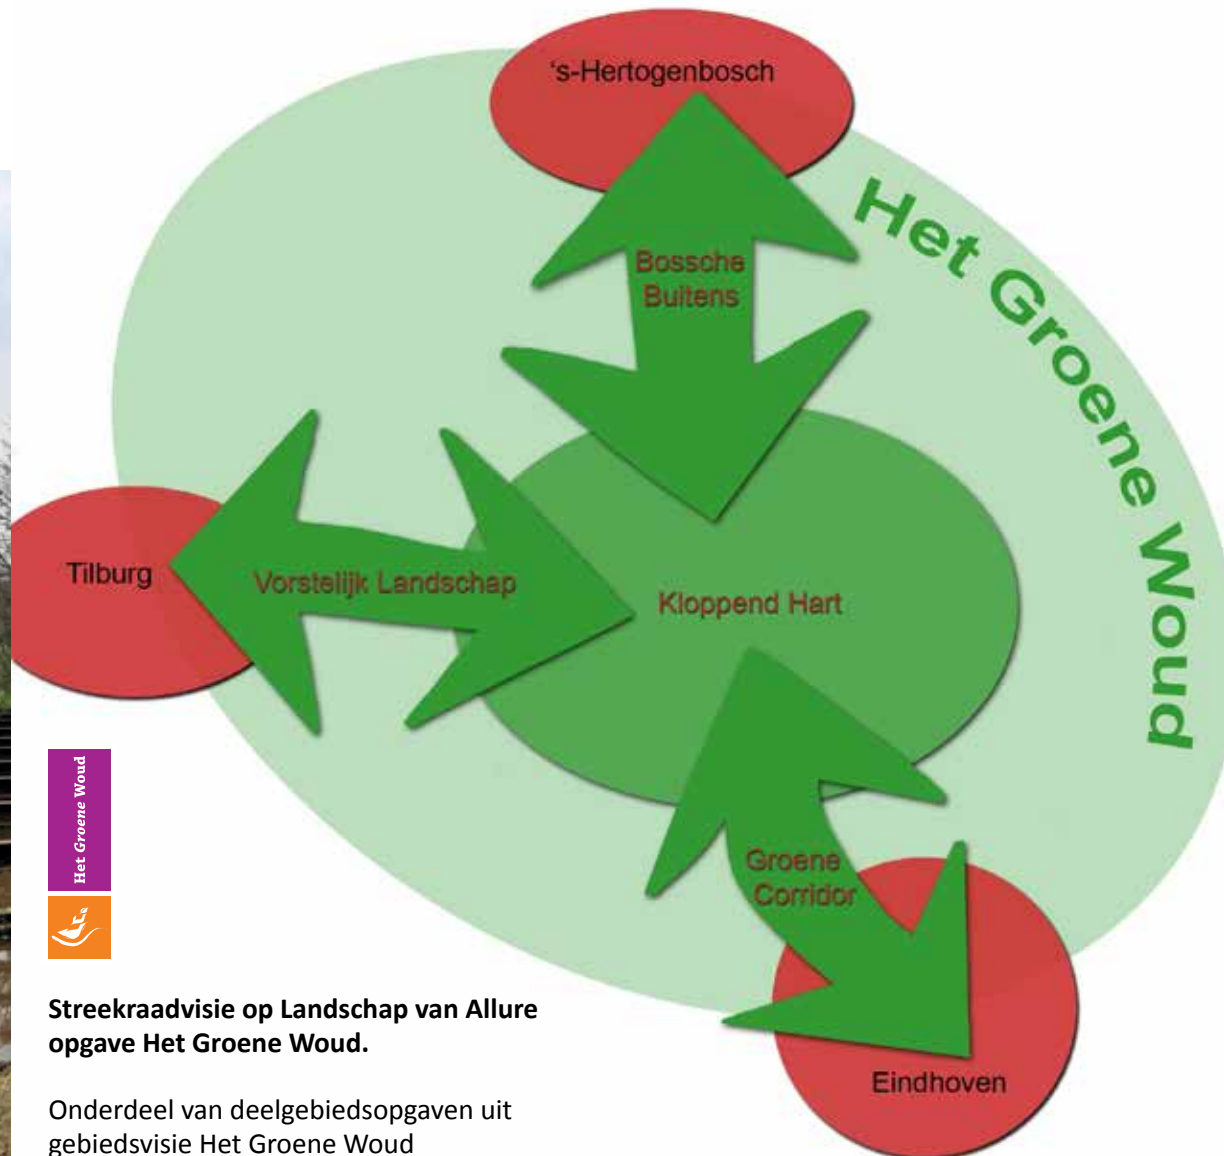 's-Hertogenbosch
Het Groene Woud
Bossche
Buitens
Tilburg
Vorstelijk Landschap
Kloppend Hart
Groene
Corridor
Eindhoven
Het Groene Woud
Streekraadvisie op Landschap van Allure
opgave Het Groene Woud.
Onderdeel van deelgebiedsopgaven uit
gebiedsvisie Het Groene Woud